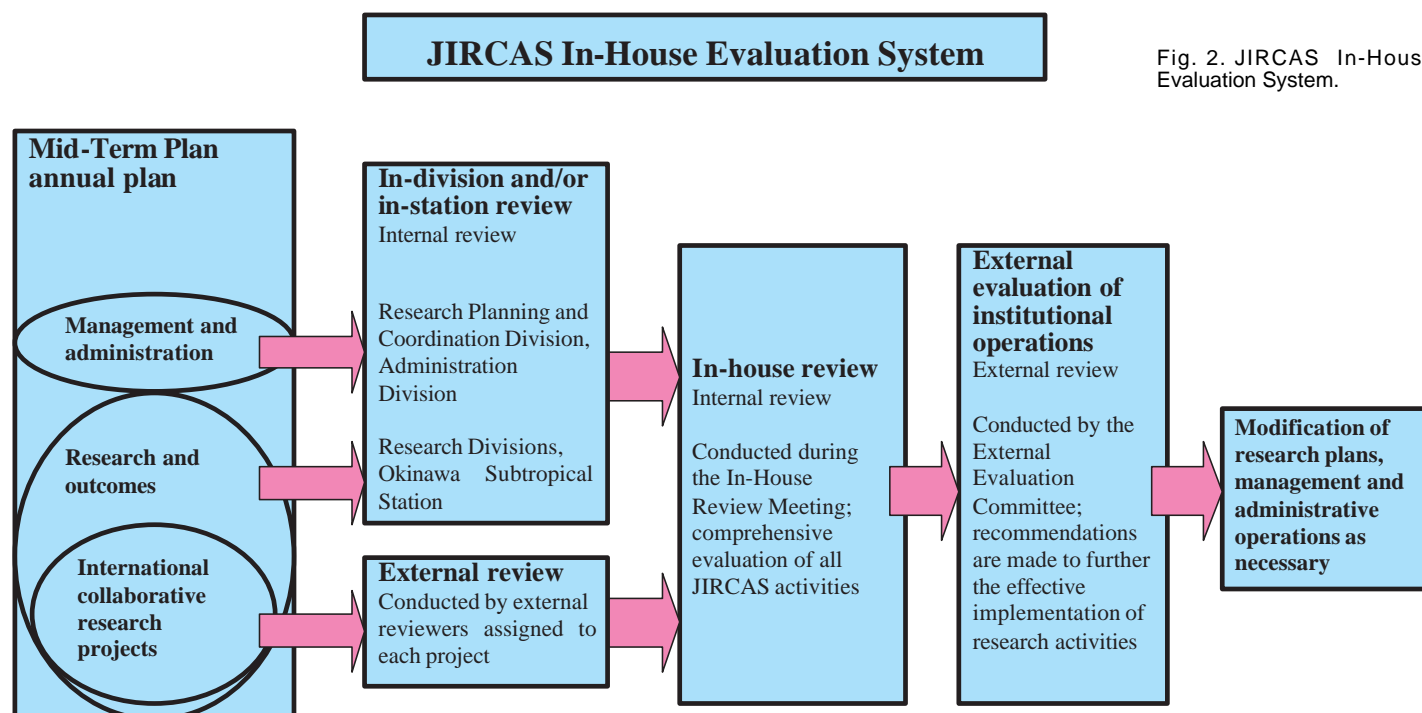 JIRCAS In-House Evaluation System
Fig. 2. JIRCAS In-Hous
Evaluation System.
Mid-Term Plan
annual plan
Management and
administration
Research and
outcomes
International
collaborative
research
projects
In-division and/or
in-station review
Internal review
Research Planning and
Coordination Division,
Administration
Division
Research Divisions,
Okinawa Subtropical
Station
External review
Conducted by external
reviewers assigned to
each project
In-house review
Internal review
Conducted during
the In-House
Review Meeting;
comprehensive
evaluation of all
JIRCAS activities
External
evaluation of
institutional
operations
External review
Conducted by the
External
Evaluation
Committee;
recommendations
are made to further
the effective
implementation of
research activities
Modification of
research plans,
management and
administrative
operations as
necessary